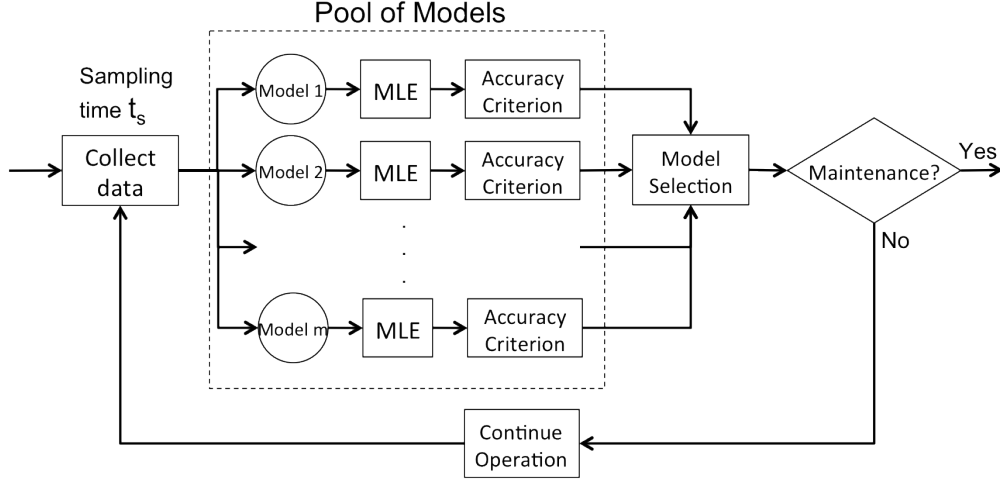 Pool of Models
Sampling
time ts
Collect
data
Model 1
MLE
Accuracy
Criterion
Model 2
MLE
Accuracy
Criterion
.
.
.
Model m
MLE
Accuracy
Criterion
Model
Selection
Maintenance?
Yes
No
Continue
Operation